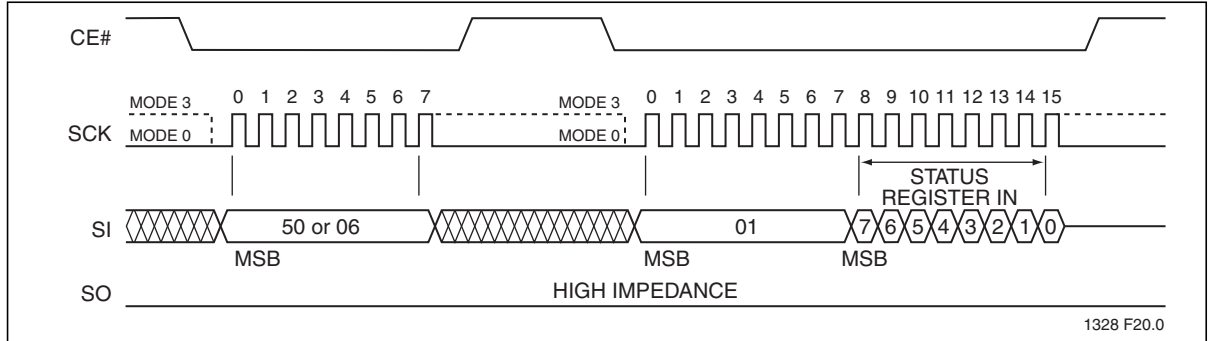 CE#
MODE 3 0 1 2 3 4 5 6 7 MODE 3 0 1 2 3 4 5 6 7 8 9 10 11 12 13 14 15
SCK MODE 0 MODE 0
STATUS
REGISTER IN
SI 50 or 06 01 7 6 5 4 3 2 1 0
MSB MSB MSB
SO HIGH IMPEDANCE
1328 F20.0